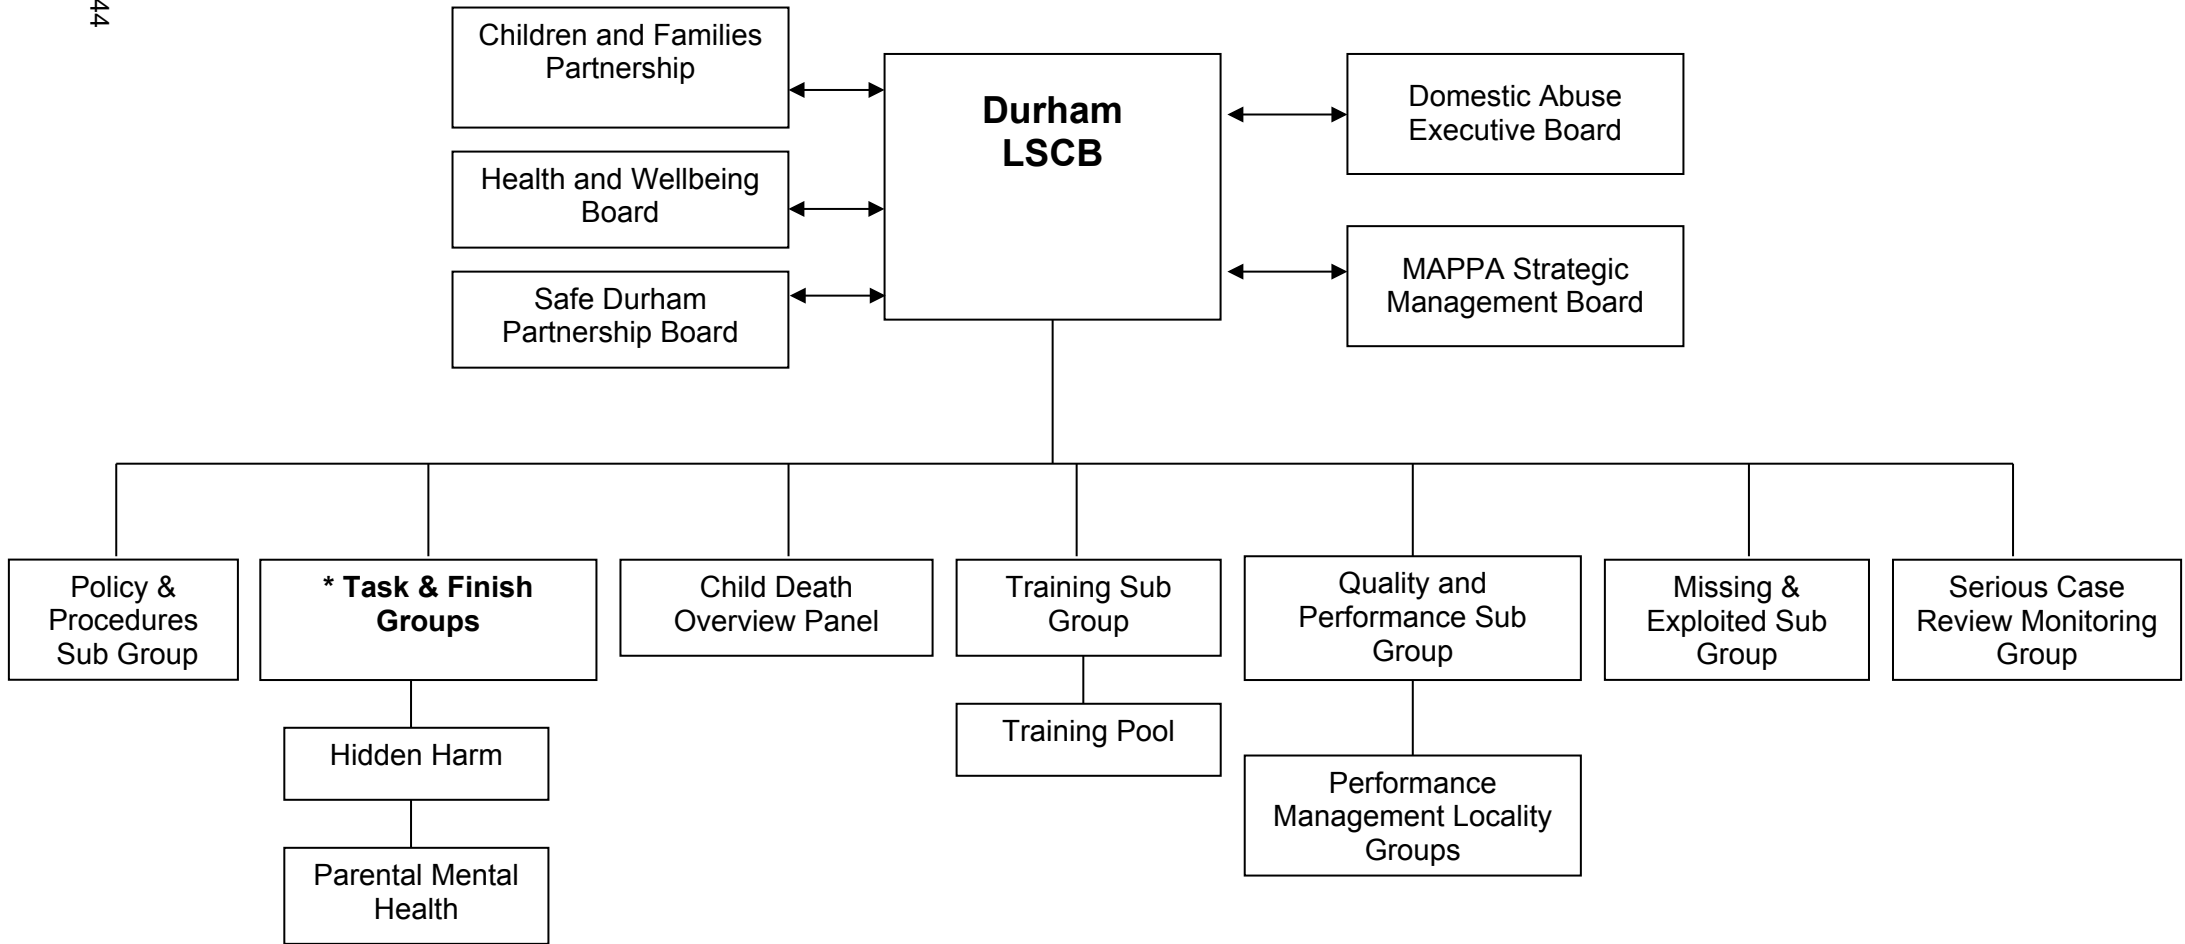 44
Children and Families
Partnership
Health and Wellbeing
Board
Safe Durham
Partnership Board
Durham
LSCB
Domestic Abuse
Executive Board
MAPPA Strategic
Management Board
Policy &
Procedures
Sub Group
* Task & Finish
Groups
Hidden Harm
Parental Mental
Health
Child Death
Overview Panel
Training Sub
Group
Training Pool
Quality and
Performance Sub
Group
Performance
Management Locality
Groups
Missing &
Exploited Sub
Group
Serious Case
Review Monitoring
Group